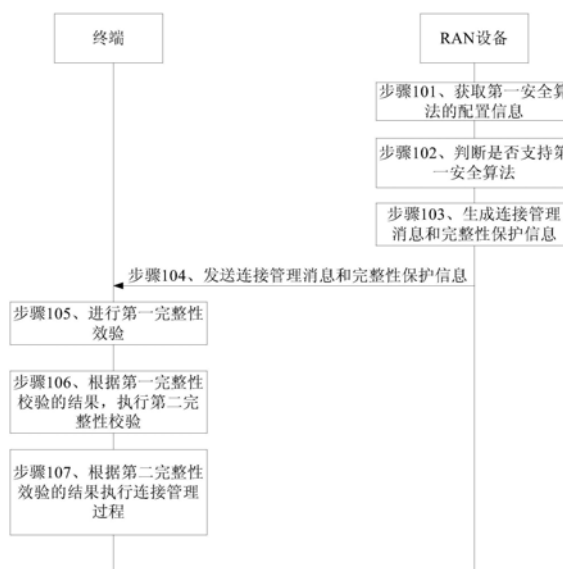 终端
RAN设备
步骤101、获取第一安全算
法的配置信息
步骤102、判断是否支持第
一安全算法
步骤103、生成连接管理
消息和完整性保护信息
步骤104、发送连接管理消息和完整性保护信息
步骤105、进行第一完整性
效验
步骤106、根据第一完整性
校验的结果，执行第二完
整性校验
步骤107、根据第二完整性
效验的结果执行连接管理
过程